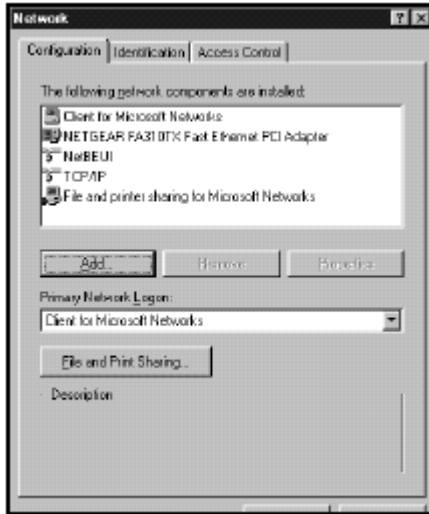 Network
Configuration Identification Access Control
The following network components are installed:
Client for Microsoft Networks
NETGEAR FA310TX Fast Ethernet PCI Adapter
NetBEUI
TCP/IP
File and printer sharing for Microsoft Networks
Add... Remove Properties
Primary Network Logon:
Client for Microsoft Networks
File and Print Sharing...
Description